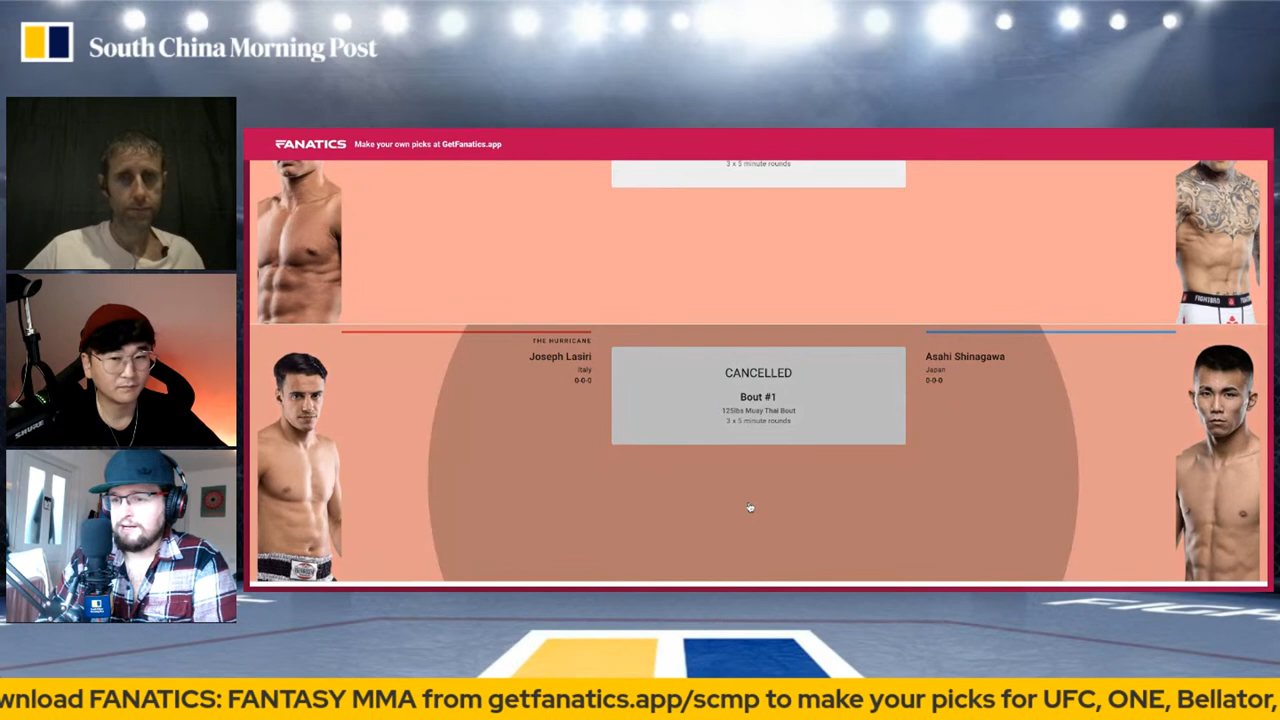 South China Morning Post
FANATICS Make your own picks at GetFanatics.app
3 x 5 minute rounds
THE HURRICANE
Joseph Lasiri
Italy
0-0-0
CANCELLED
Bout #1
125lbs Muay Thai Bout
3 x 5 minute rounds
Asahi Shinagawa
Japan
0-0-0
SHURE
wnload FANATICS: FANTASY MMA from getfanatics.app/scmp to make your picks for UFC, ONE, Bellator,